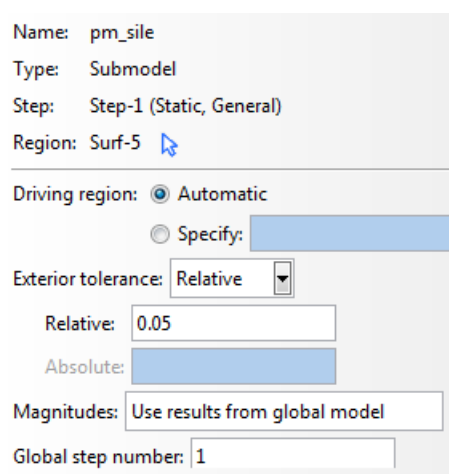 Name: pm_sile
Type: Submodel
Step: Step-1 (Static, General)
Region: Surf-5
Driving region: Automatic
Specify:
Exterior tolerance: Relative
Relative: 0.05
Absolute:
Magnitudes: Use results from global model
Global step number: 1